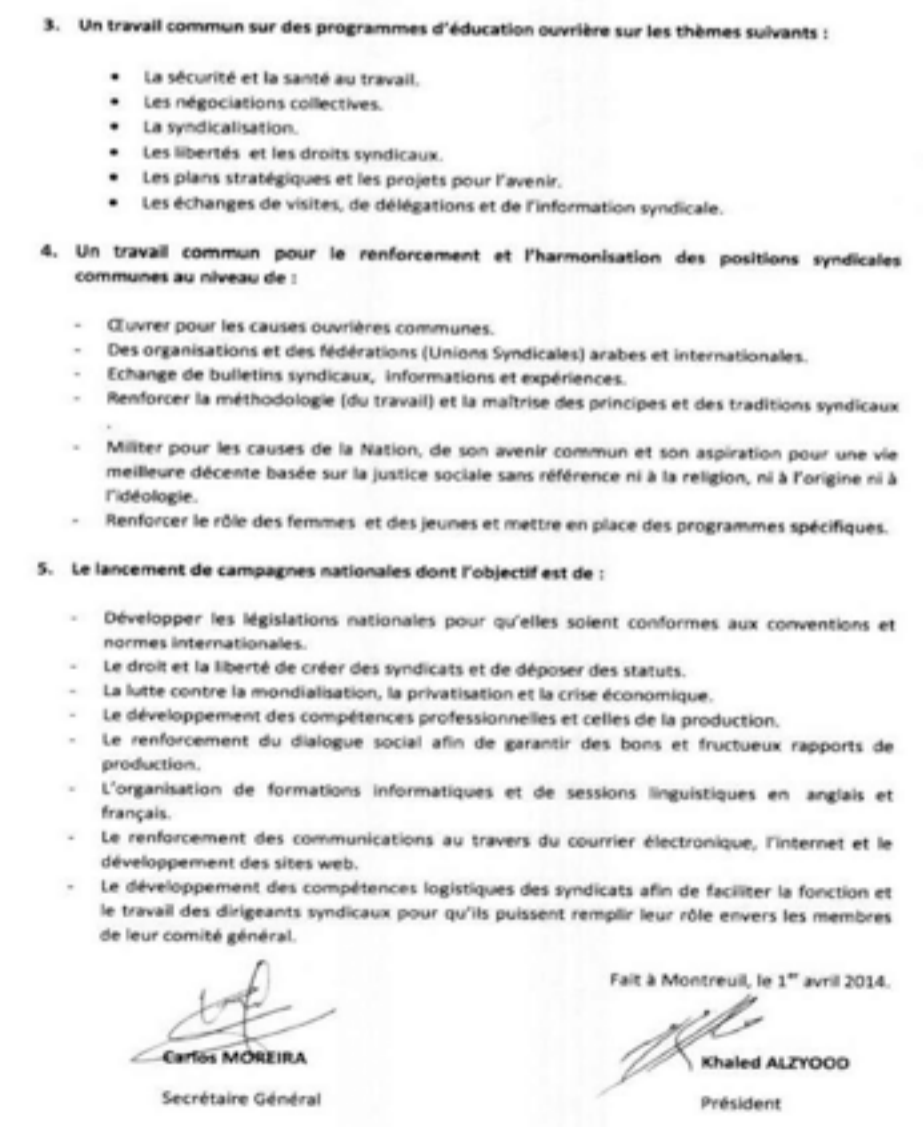 3. Un travail commun sur des programmes d'éducation ouvrière sur les thèmes suivants :
• La sécurité et la santé au travail.
• Les négociations collectives.
• La syndicalisation.
• Les libertés et les droits syndicaux.
• Les plans stratégiques et les projets pour l'avenir.
• Les échanges de visites, de délégations et de l'information syndicale.
4. Un travail commun pour le renforcement et l'harmonisation des positions syndicales
communes au niveau de :
- Œuvrer pour les causes ouvrières communes.
- Des organisations et des fédérations (Unions Syndicales) arabes et internationales.
- Echange de bulletins syndicaux, informations et expériences.
- Renforcer la méthodologie (du travail) et la maîtrise des principes et des traditions syndicaux
.
- Militer pour les causes de la Nation, de son avenir commun et son aspiration pour une vie
meilleure décente basée sur la justice sociale sans référence ni à la religion, ni à l'origine ni à
l'idéologie.
- Renforcer le rôle des femmes et des jeunes et mettre en place des programmes spécifiques.
5. Le lancement de campagnes nationales dont l'objectif est de :
- Développer les législations nationales pour qu'elles soient conformes aux conventions et
normes internationales.
- Le droit et la liberté de créer des syndicats et de déposer des statuts.
- La lutte contre la mondialisation, la privatisation et la crise économique.
- Le développement des compétences professionnelles et celles de la production.
- Le renforcement du dialogue social afin de garantir des bons et fructueux rapports de
production.
- L'organisation de formations informatiques et de sessions linguistiques en anglais et
français.
- Le renforcement des communications au travers du courrier électronique, l'internet et le
développement des sites web.
- Le développement des compétences logistiques des syndicats afin de faciliter la fonction et
le travail des dirigeants syndicaux pour qu'ils puissent remplir leur rôle envers les membres
de leur comité général.
Fait à Montreuil, le 1er avril 2014.
Carlos MOREIRA
Secrétaire Général
Khaled ALZYOOD
Président